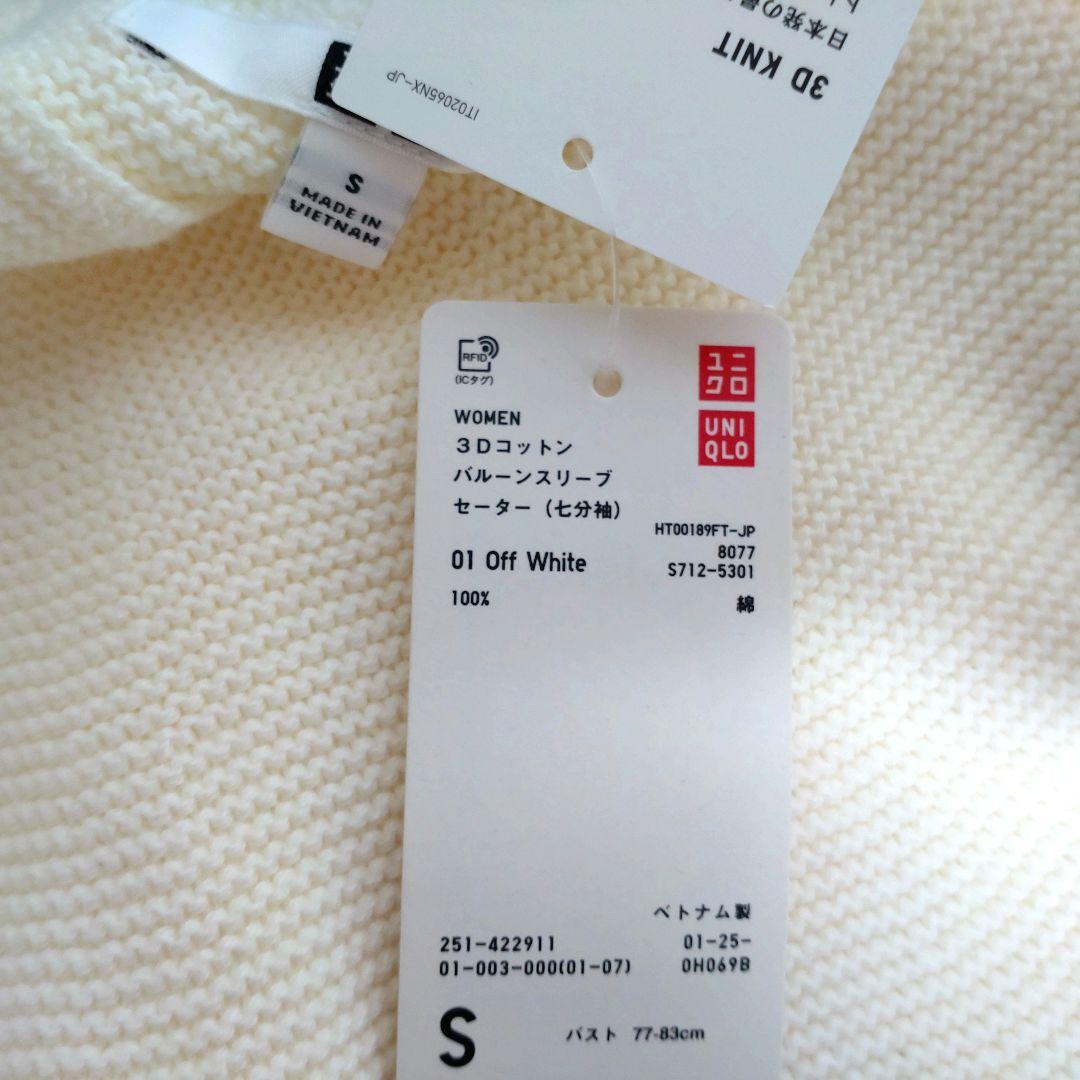 3D KNIT
日本発の最
IT02065NX-JP
S
MADE IN
VIETNAM
RFID
(ICタグ)
ユニ
クロ
UNI
QLO
WOMEN
3Dコットン
バルーンスリーブ
セーター（七分袖）
HT00189FT-JP
8077
01 Off White
S712-5301
100% 綿
ベトナム製
251-422911 01-25-
01-003-000(01-07) 0H069B
S バスト 77-83cm